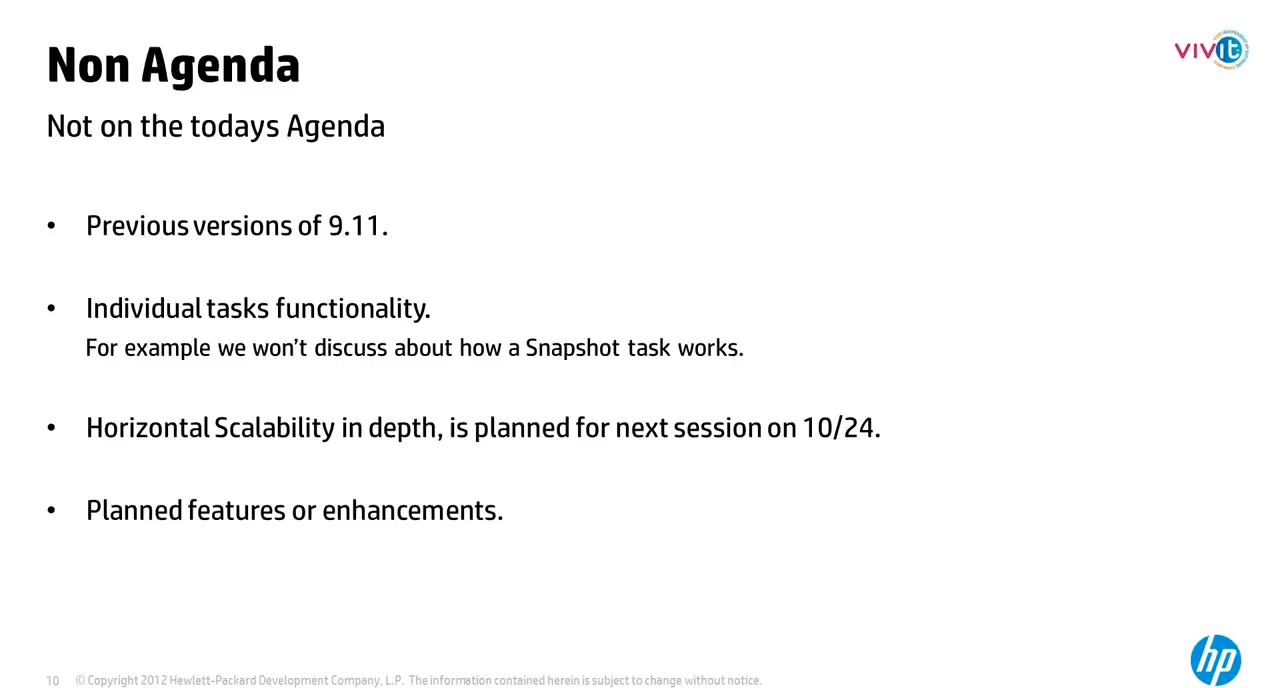 Non Agenda
VIVIT
Not on the todays Agenda
• Previous versions of 9.11.
• Individual tasks functionality.
For example we won’t discuss about how a Snapshot task works.
• Horizontal Scalability in depth, is planned for next session on 10/24.
• Planned features or enhancements.
hp
10 © Copyright 2012 Hewlett-Packard Development Company, L.P. The information contained herein is subject to change without notice.